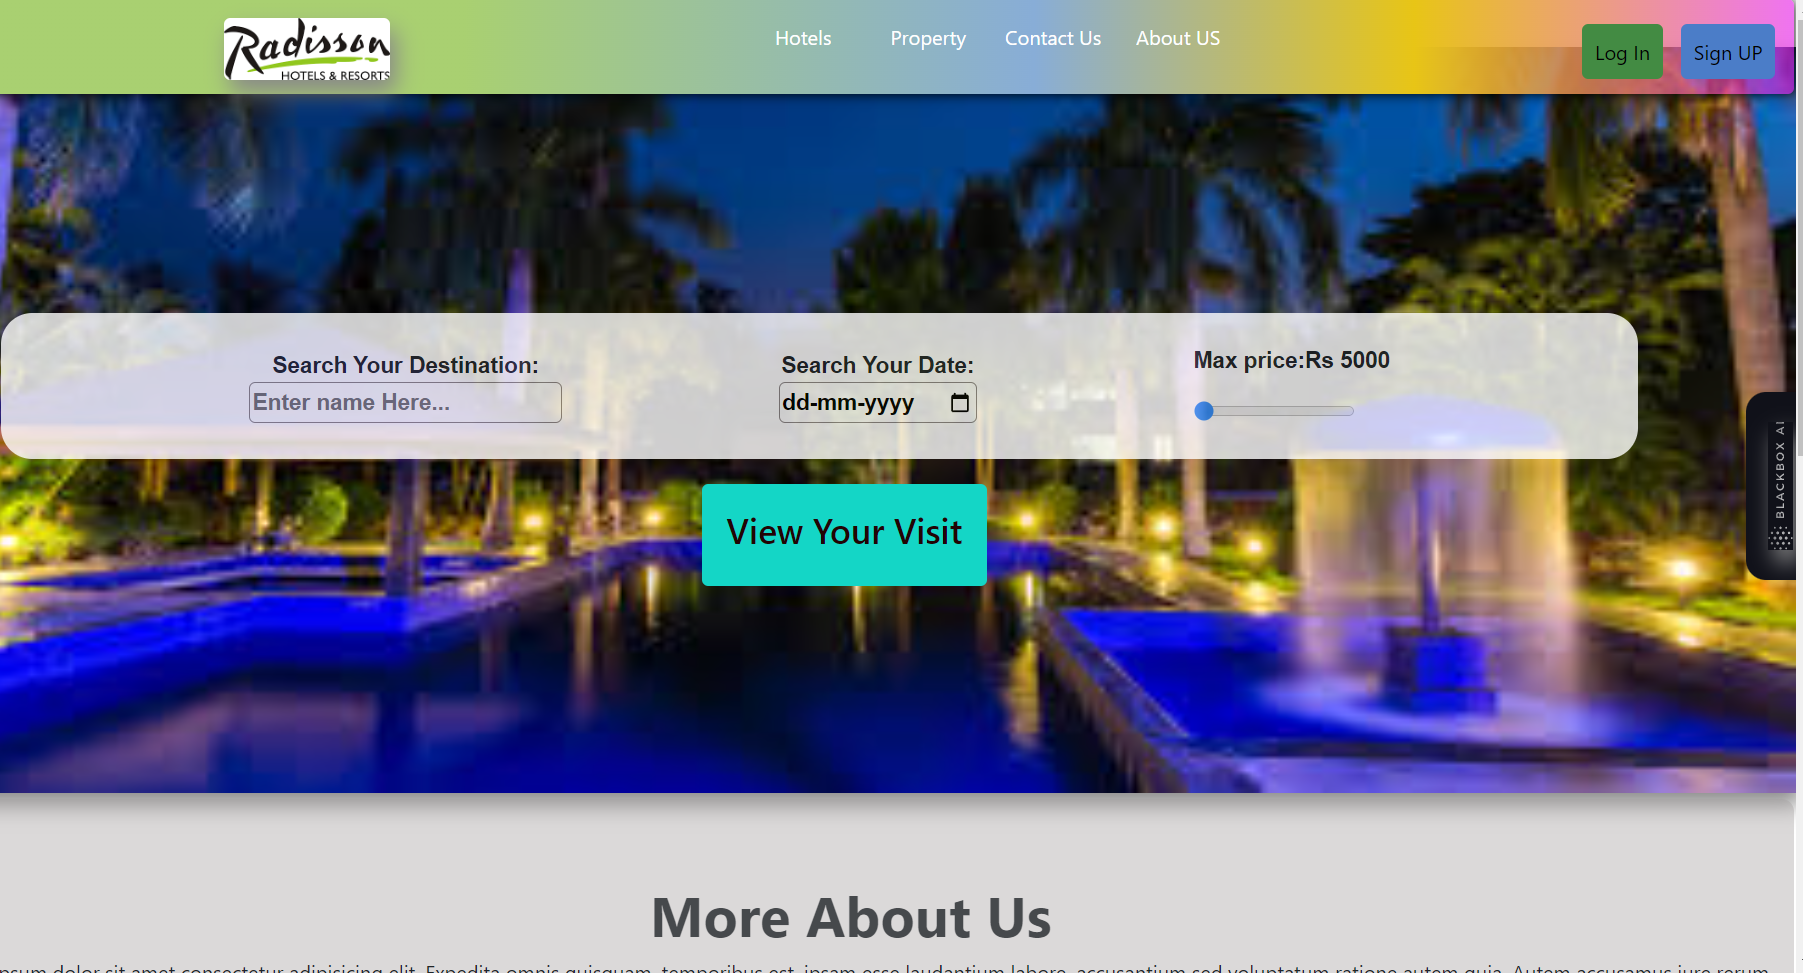 Radisson
HOTELS & RESORTS
Hotels Property Contact Us About US
Log In Sign UP
Search Your Destination: Search Your Date: Max price:Rs 5000
Enter name Here... dd-mm-yyyy
BLACKBOX AI
View Your Visit
More About Us
dolor sit amet consectetur adipisicing elit. Expedita omnis quisquam, temporibus est, ipsam esse laudantium labore, accusantium sed voluptatum ratione autem quia. Autem accusamus iure rerum